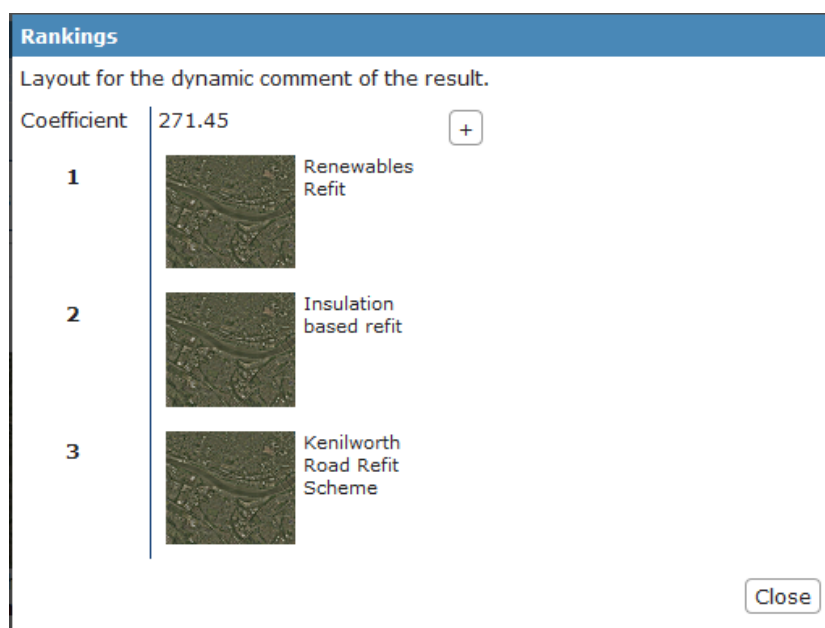 Rankings
Layout for the dynamic comment of the result.
Coefficient 271.45 +
1 Renewables
Refit
2 Insulation
based refit
3 Kenilworth
Road Refit
Scheme
Close